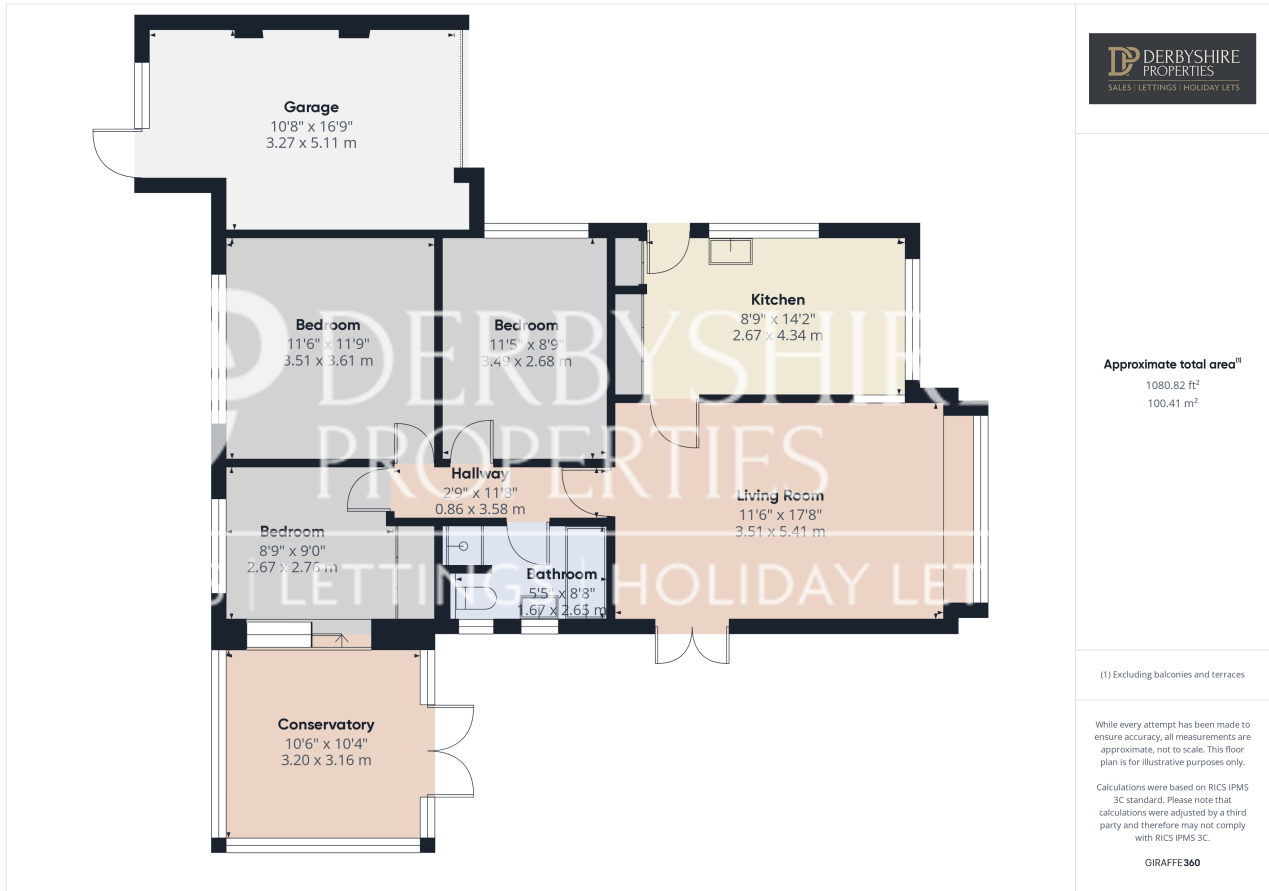 Garage
10'8" x 16'9"
3.27 x 5.11 m
Bedroom
11'6" x 11'9"
3.51 x 3.61 m
Bedroom
11'5" x 8'9"
3.49 x 2.68 m
Kitchen
8'9" x 14'2"
2.67 x 4.34 m
Hallway
2'9" x 11'8"
0.86 x 3.58 m
Living Room
11'6" x 17'8"
3.51 x 5.41 m
Bedroom
8'9" x 9'0"
2.67 x 2.76 m
Bathroom
5'5" x 8'8"
1.67 x 2.65 m
Conservatory
10'6" x 10'4"
3.20 x 3.16 m
DERBYSHIRE
PROPERTIES
S | LETTINGS | HOLIDAY LET
DP DERBYSHIRE
PROPERTIES
SALES | LETTINGS | HOLIDAY LETS
Approximate total area(1)
1080.82 ft²
100.41 m²
(1) Excluding balconies and terraces
While every attempt has been made to
ensure accuracy, all measurements are
approximate, not to scale. This floor
plan is for illustrative purposes only.
Calculations were based on RICS IPMS
3C standard. Please note that
calculations were adjusted by a third
party and therefore may not comply
with RICS IPMS 3C.
GIRAFFE360